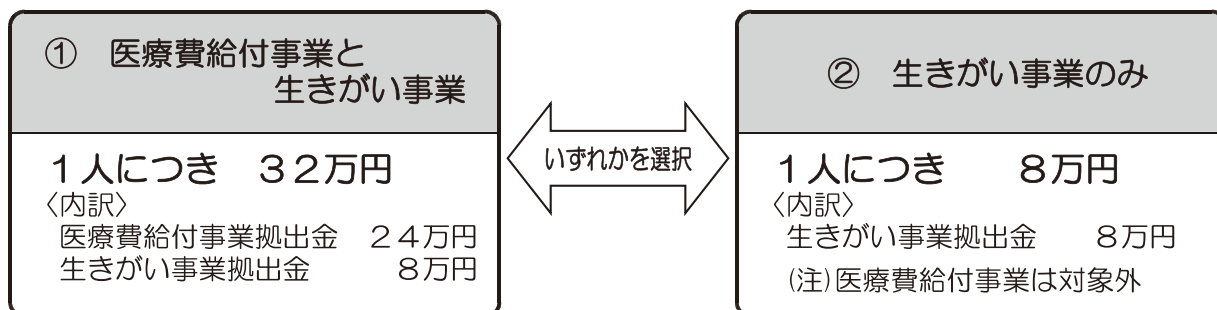 ① 医療費給付事業と
生きがい事業
1人につき 32万円
〈内訳〉
医療費給付事業拠出金 24万円
生きがい事業拠出金 8万円
いずれかを選択
② 生きがい事業のみ
1人につき 8万円
〈内訳〉
生きがい事業拠出金 8万円
(注)医療費給付事業は対象外